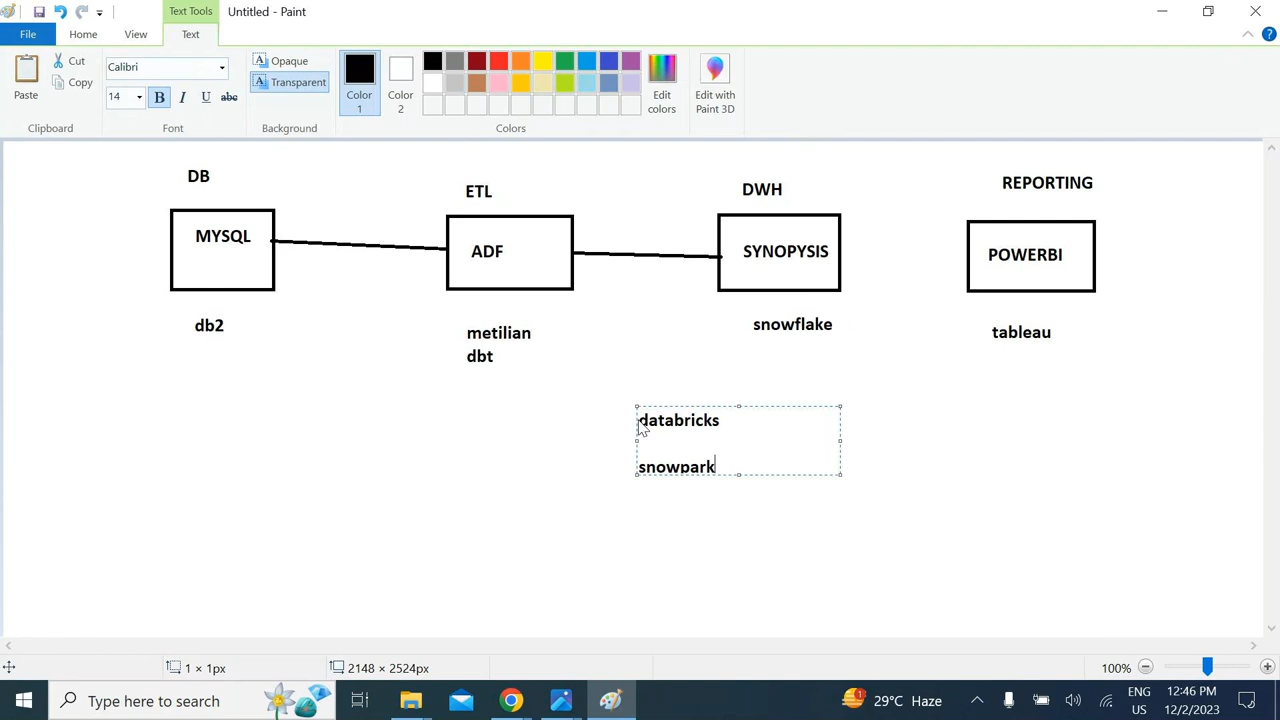 Text Tools
Untitled - Paint
File
Home
View
Text
Paste
Cut
Copy
Clipboard
Calibri
14
B
I
U
abc
Font
Opaque
Transparent
Background
Color
1
Color
2
Edit
colors
Colors
Edit with
Paint 3D
DB
ETL
DWH
REPORTING
MYSQL
ADF
SYNOPYSIS
POWERBI
db2
metilian
dbt
snowflake
tableau
databricks
snowpark
1 × 1px
2148 × 2524px
100%
Type here to search
1
29°C Haze
ENG
US
12:46 PM
12/2/2023